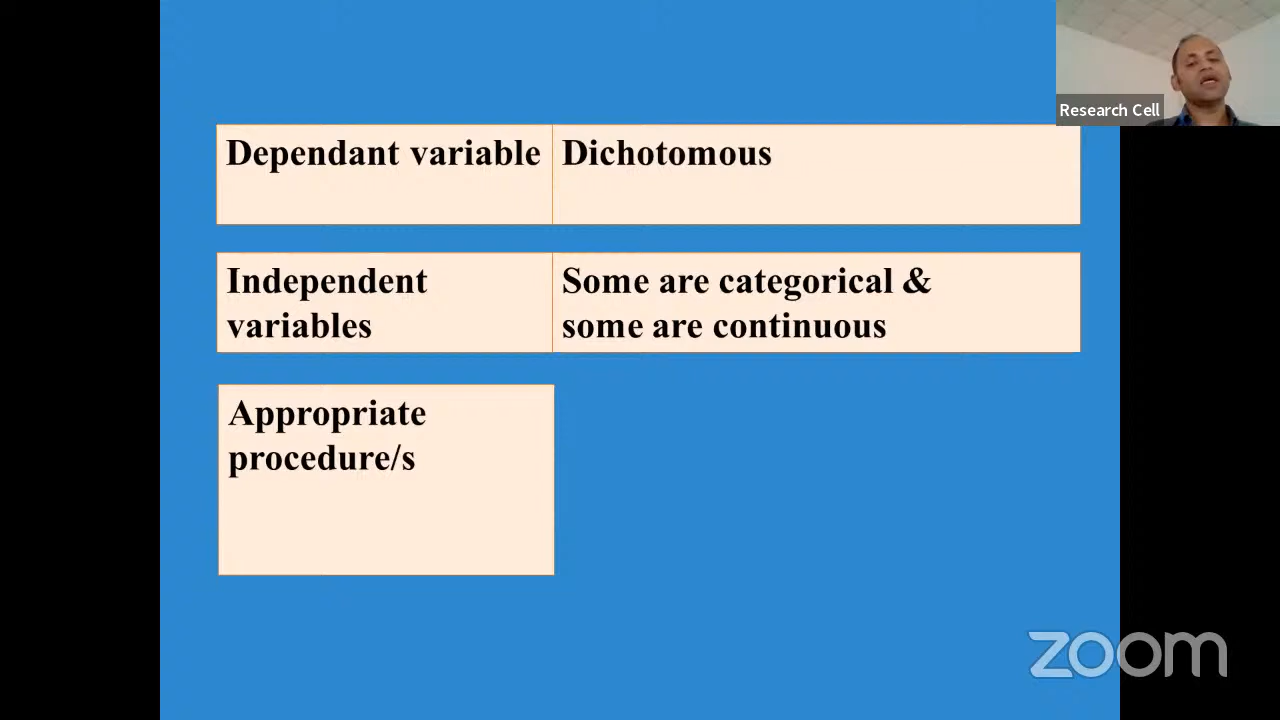 Research Cell
Dependant variable
Dichotomous
Independent
variables
Some are categorical &
some are continuous
Appropriate
procedure/s
zoom